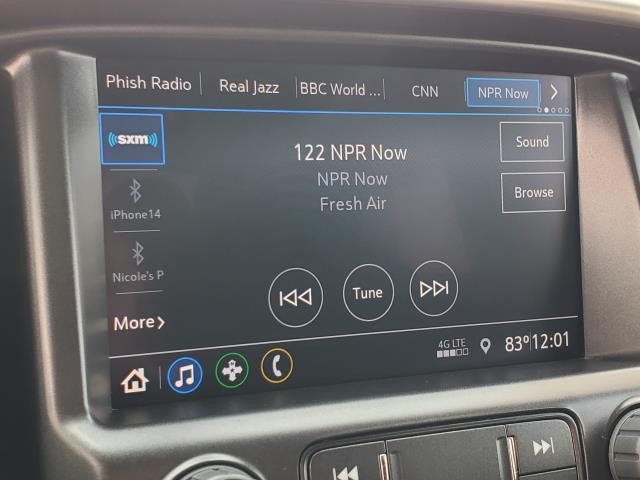 Phish Radio Real Jazz BBC World ... CNN NPR Now
sxm
122 NPR Now
NPR Now
Fresh Air
Sound
Browse
iPhone14
Nicole's P
More
Tune
4G LTE
83° 12:01